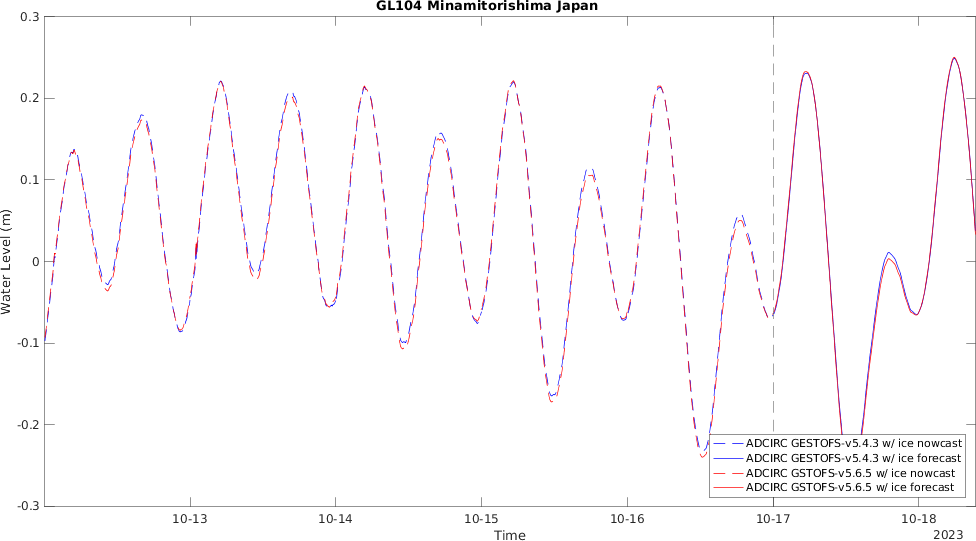 GL104 Minamitorishima Japan
0.3
0.2
0.1
0
-0.1
-0.2
-0.3
Water Level (m)
ADCIRC GESTOFS-v5.4.3 w/ ice nowcast
ADCIRC GESTOFS-v5.4.3 w/ ice forecast
ADCIRC GSTOFS-v5.6.5 w/ ice nowcast
ADCIRC GSTOFS-v5.6.5 w/ ice forecast
10-13 10-14 10-15 10-16 10-17 10-18
Time
2023